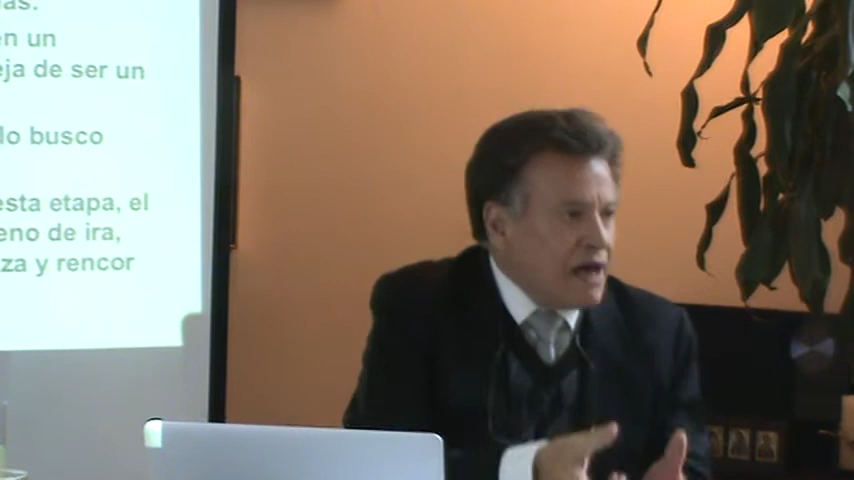 en un
eja de ser un
lo busco
esta etapa, el
eno de ira,
za y rencor